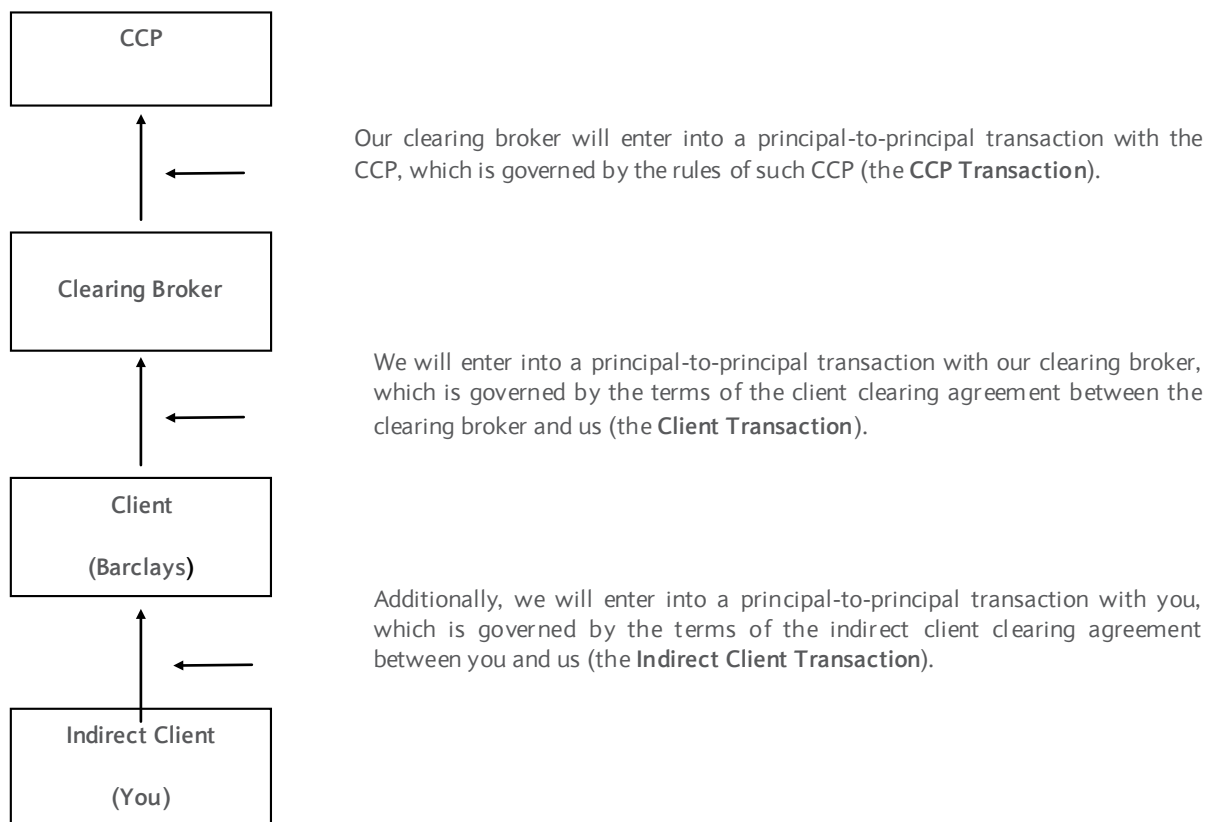 CCP
Our clearing broker will enter into a principal-to-principal transaction with the
CCP, which is governed by the rules of such CCP (the CCP Transaction).
Clearing Broker
We will enter into a principal-to-principal transaction with our clearing broker,
which is governed by the terms of the client clearing agreement between the
clearing broker and us (the Client Transaction).
Client
(Barclays)
Additionally, we will enter into a principal-to-principal transaction with you,
which is governed by the terms of the indirect client clearing agreement
between you and us (the Indirect Client Transaction).
Indirect Client
(You)